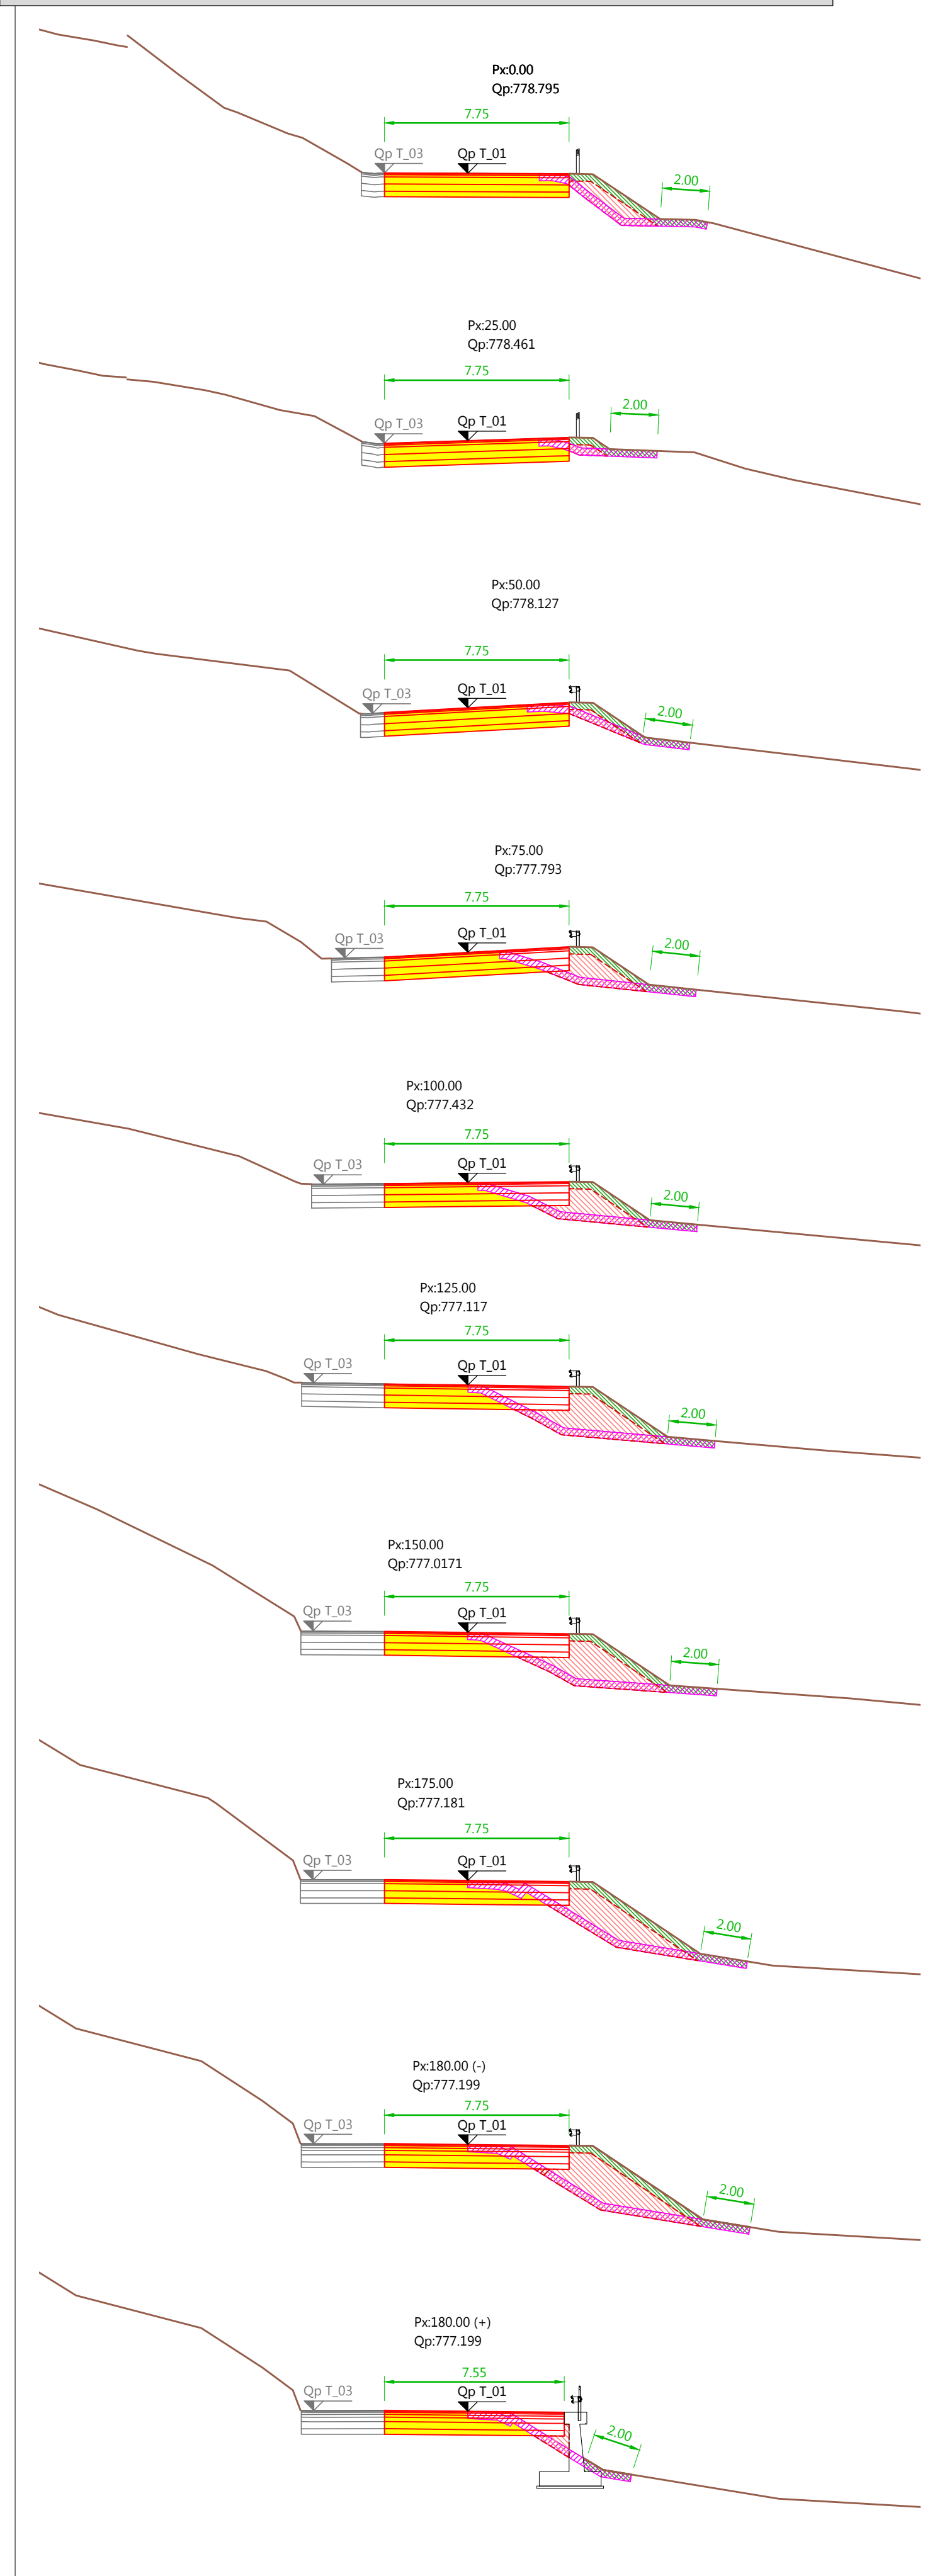 Px:0.00
Qp:778.795
7.75
Qp T_03
Qp T_01
2.00
Px:25.00
Qp:778.461
7.75
2.00
Qp T_03
Qp T_01
Px:50.00
Qp:778.127
7.75
Qp T_03
Qp T_01
2.00
Px:75.00
Qp:777.793
7.75
Qp T_03
Qp T_01
2.00
Px:100.00
Qp:777.432
7.75
Qp T_03
Qp T_01
2.00
Px:125.00
Qp:777.117
7.75
Qp T_03
Qp T_01
2.00
Px:150.00
Qp:777.0171
7.75
Qp T_03
Qp T_01
2.00
Px:175.00
Qp:777.181
7.75
Qp T_03
Qp T_01
2.00
Px:180.00 (-)
Qp:777.199
7.75
Qp T_03
Qp T_01
2.00
Px:180.00 (+)
Qp:777.199
7.55
Qp T_03
Qp T_01
2.00